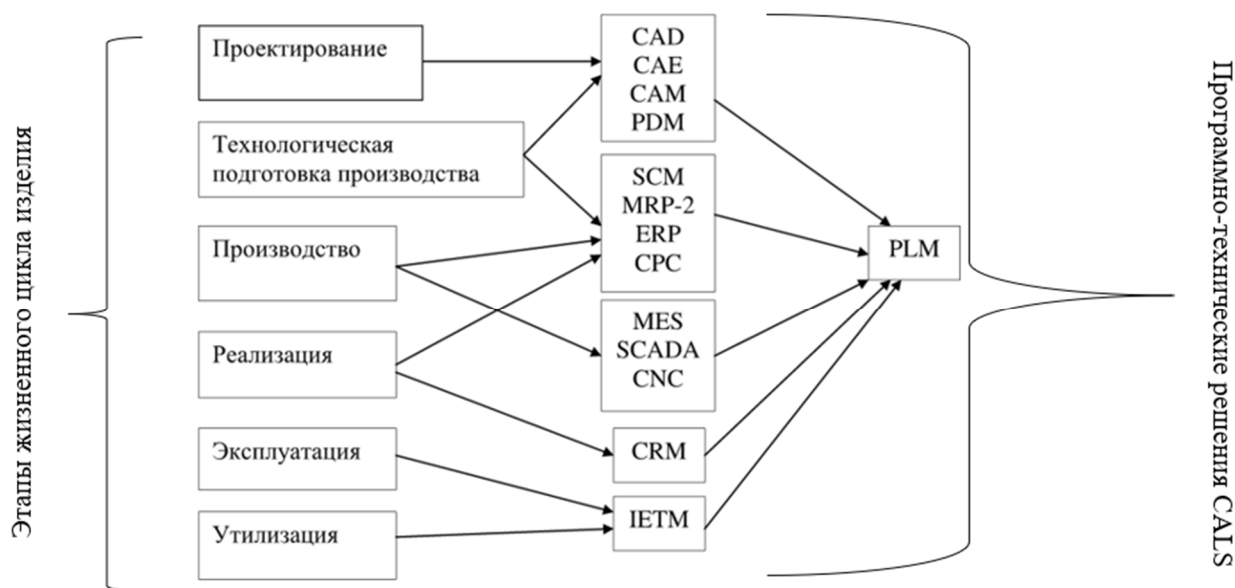 Этапы жизненного цикла изделия
Проектирование
Технологическая
подготовка производства
Производство
Реализация
Эксплуатация
Утилизация
CAD
CAE
CAM
PDM
SCM
MRP-2
ERP
CPC
MES
SCADA
CNC
CRM
IETM
PLM
Программно-технические решения CALS